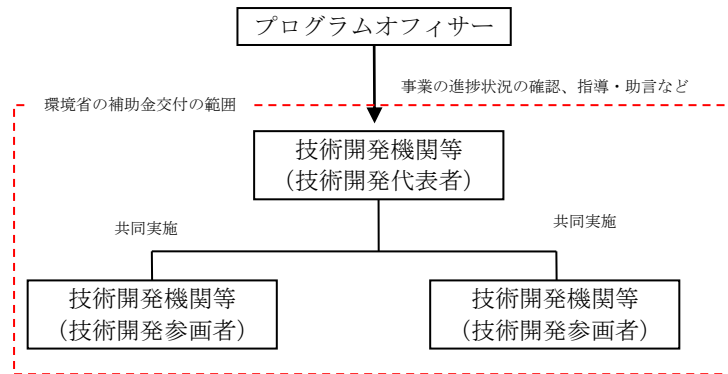 プログラムオフィサー
事業の進捗状況の確認、指導・助言など
環境省の補助金交付の範囲
技術開発機関等
（技術開発代表者）
共同実施
共同実施
技術開発機関等
（技術開発参画者）
技術開発機関等
（技術開発参画者）